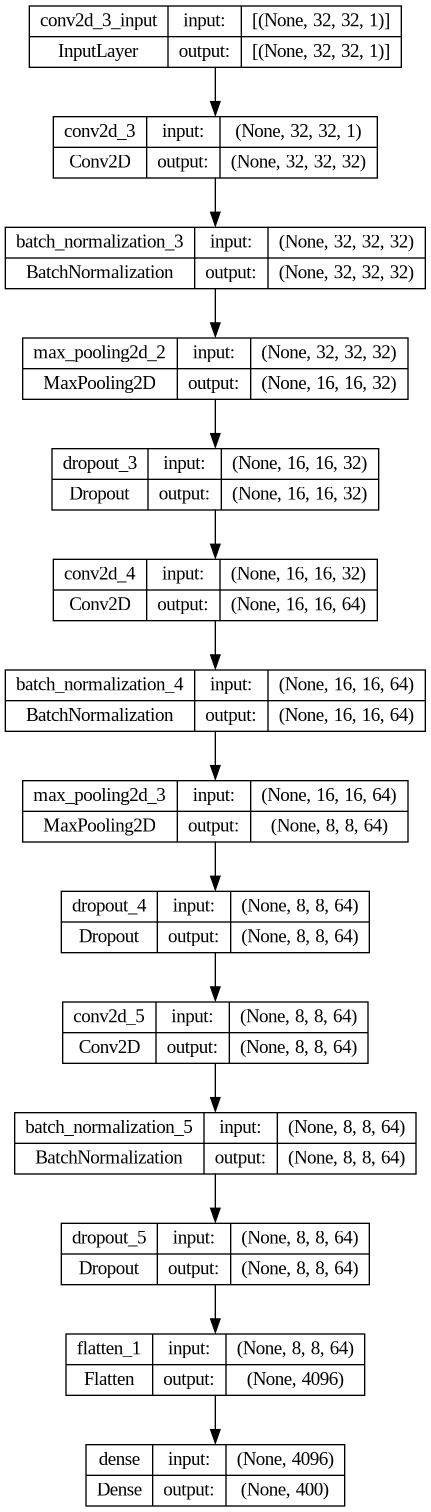 conv2d_3_input input: [(None, 32, 32, 1)]
InputLayer output: [(None, 32, 32, 1)]
conv2d_3 input: (None, 32, 32, 1)
Conv2D output: (None, 32, 32, 32)
batch_normalization_3 input: (None, 32, 32, 32)
BatchNormalization output: (None, 32, 32, 32)
max_pooling2d_2 input: (None, 32, 32, 32)
MaxPooling2D output: (None, 16, 16, 32)
dropout_3 input: (None, 16, 16, 32)
Dropout output: (None, 16, 16, 32)
conv2d_4 input: (None, 16, 16, 32)
Conv2D output: (None, 16, 16, 64)
batch_normalization_4 input: (None, 16, 16, 64)
BatchNormalization output: (None, 16, 16, 64)
max_pooling2d_3 input: (None, 16, 16, 64)
MaxPooling2D output: (None, 8, 8, 64)
dropout_4 input: (None, 8, 8, 64)
Dropout output: (None, 8, 8, 64)
conv2d_5 input: (None, 8, 8, 64)
Conv2D output: (None, 8, 8, 64)
batch_normalization_5 input: (None, 8, 8, 64)
BatchNormalization output: (None, 8, 8, 64)
dropout_5 input: (None, 8, 8, 64)
Dropout output: (None, 8, 8, 64)
flatten_1 input: (None, 8, 8, 64)
Flatten output: (None, 4096)
dense input: (None, 4096)
Dense output: (None, 400)